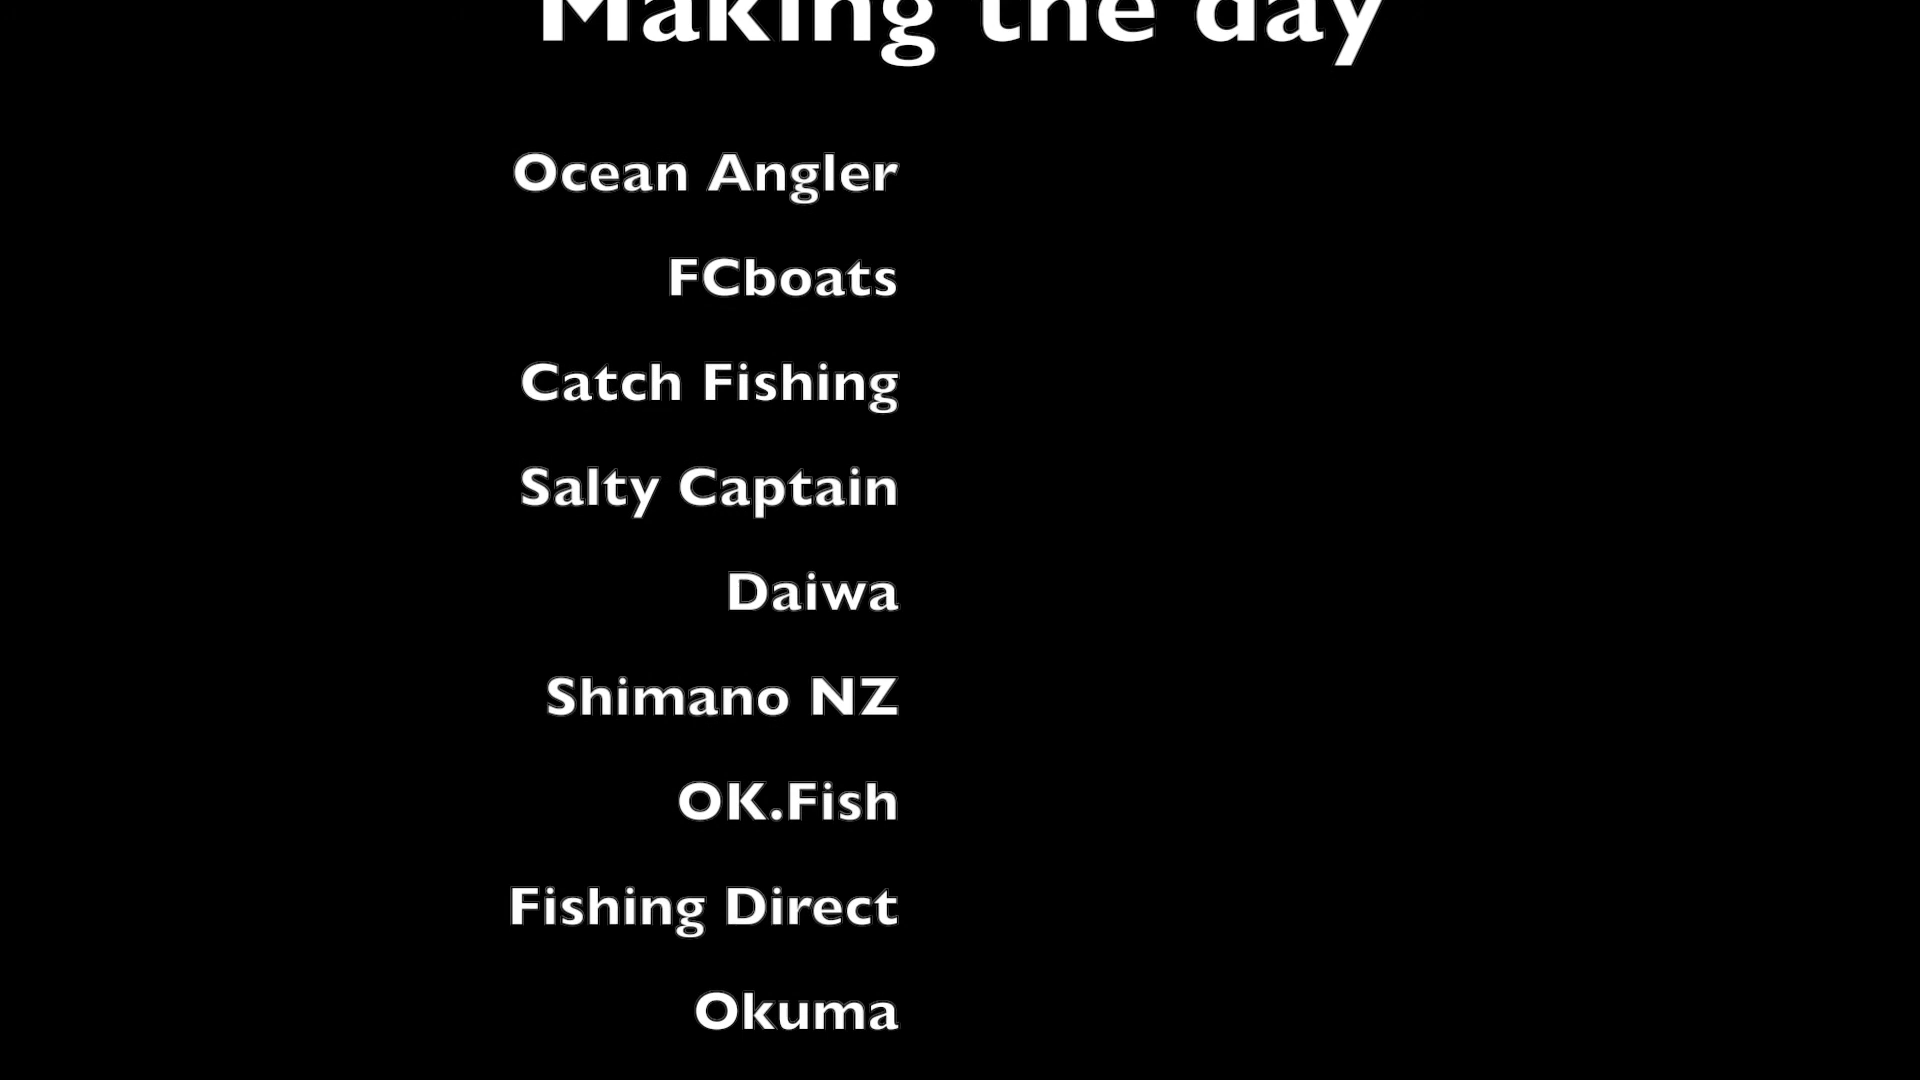 Making the day
Ocean Angler
FCboats
Catch Fishing
Salty Captain
Daiwa
Shimano NZ
OK.Fish
Fishing Direct
Okuma